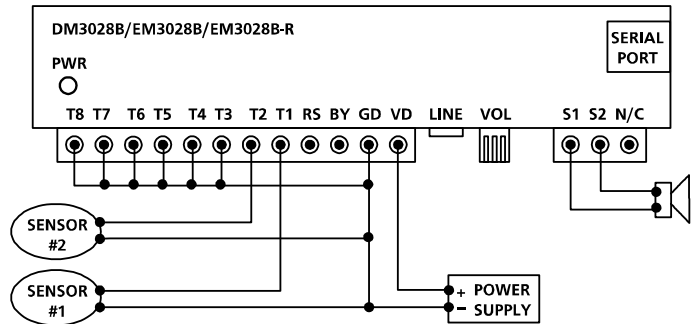 DM3028B/EM3028B/EM3028B-R
SERIAL
PORT
PWR
T8 T7 T6 T5 T4 T3 T2 T1 RS BY GD VD LINE VOL S1 S2 N/C
SENSOR
#2
SENSOR
#1
+ POWER
- SUPPLY